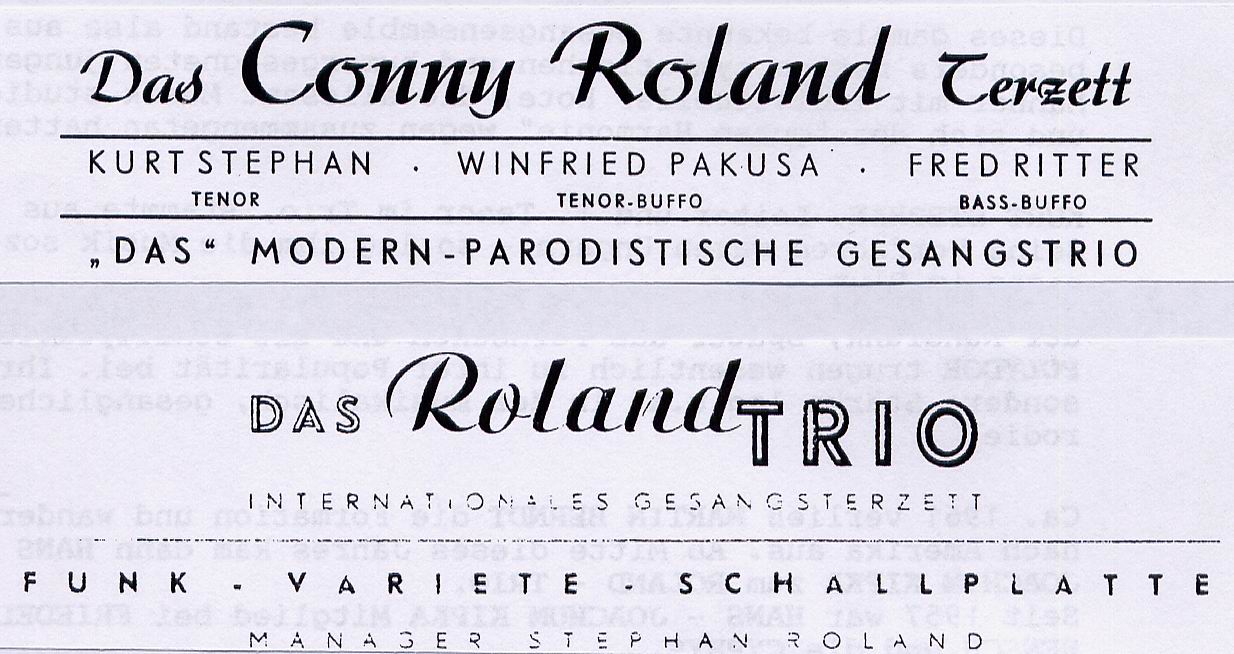 Das Conny Roland Terzett
KURT STEPHAN · WINFRIED PAKUSA · FRED RITTER
TENOR TENOR-BUFFO BASS-BUFFO
„DAS“ MODERN-PARODISTISCHE GESANGSTRIO
DAS Roland TRIO
INTERNATIONALES GESANGSTERZETT
FUNK - VARIETE - SCHALLPLATTE
MANAGER STEPHAN ROLAND